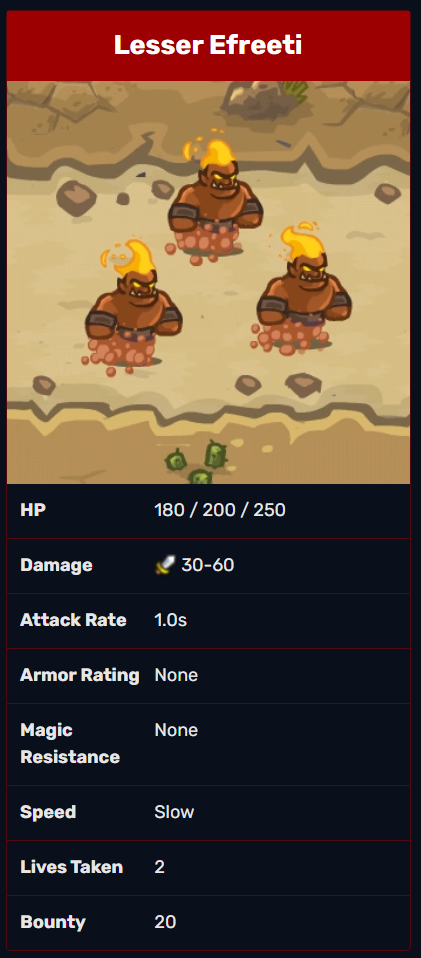 Lesser Efreeti
HP 180 / 200 / 250
Damage 30-60
Attack Rate 1.0s
Armor Rating None
Magic Resistance None
Speed Slow
Lives Taken 2
Bounty 20